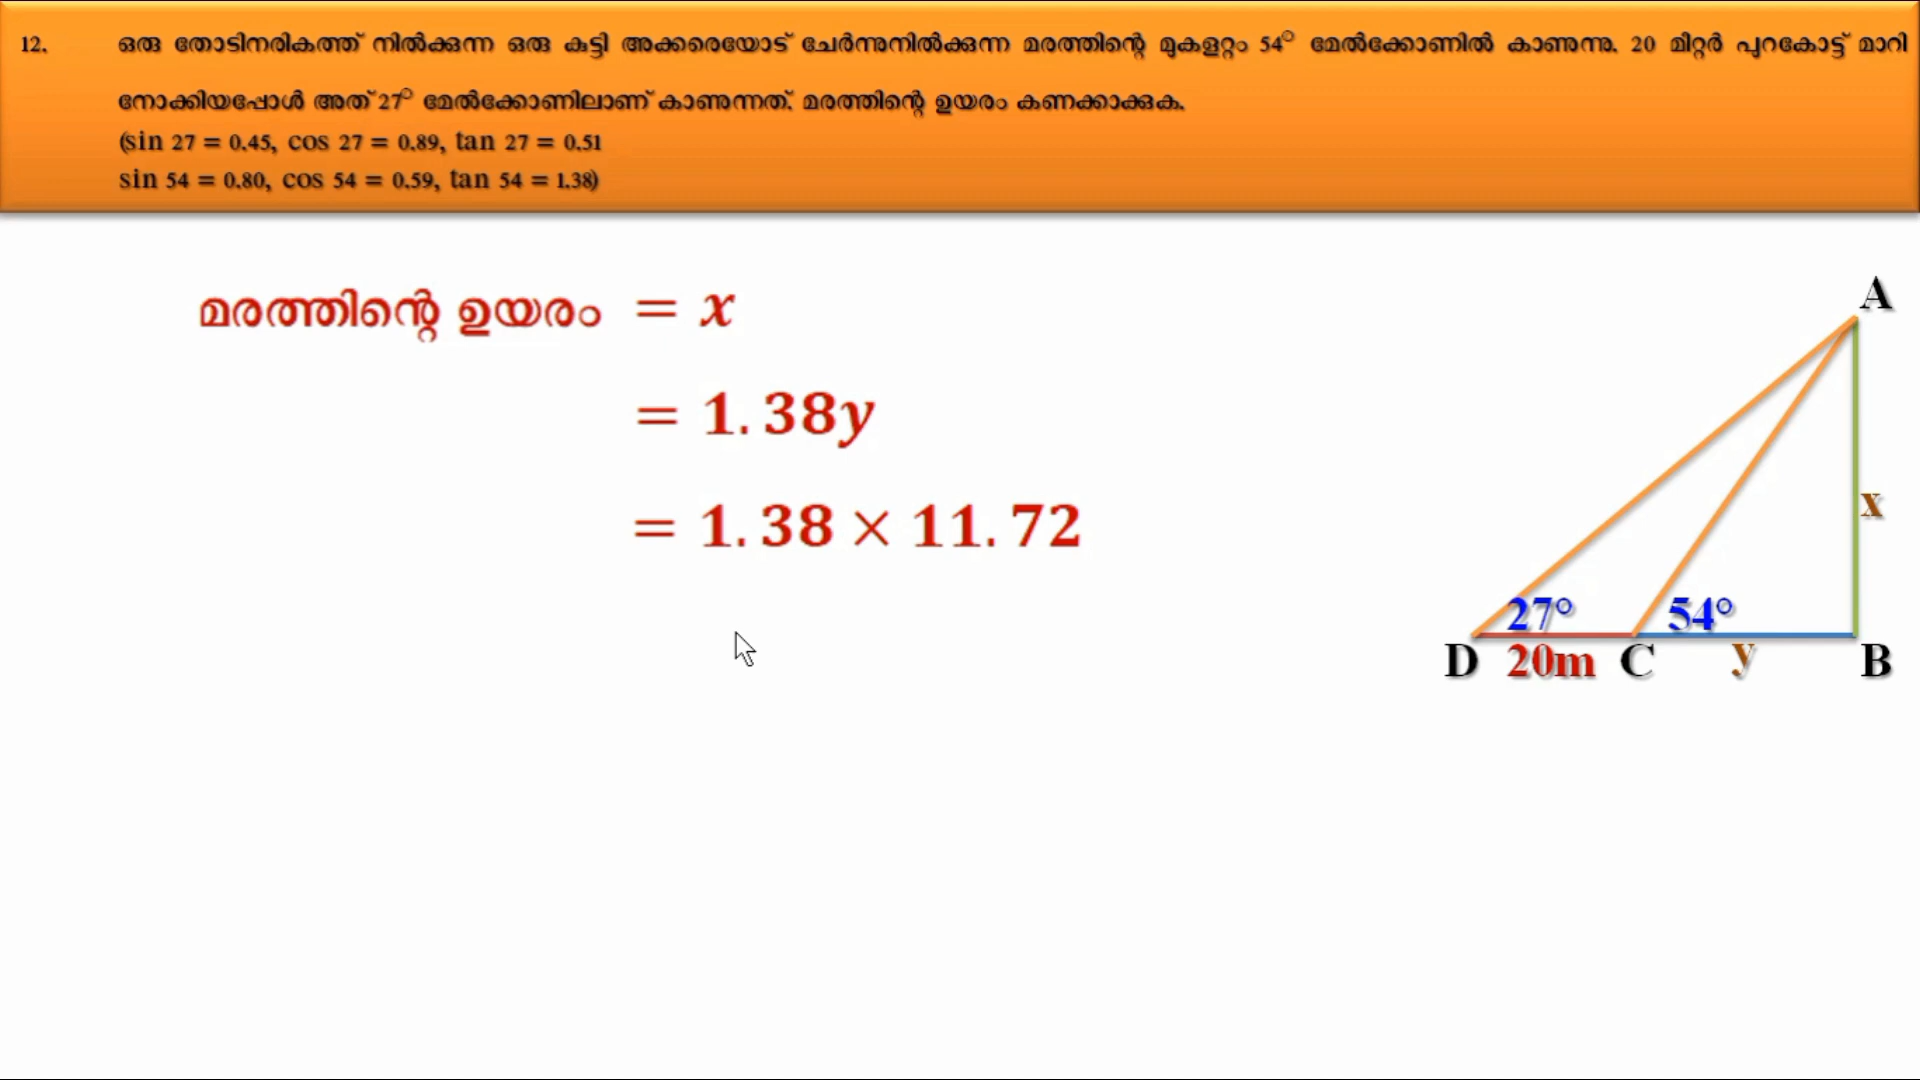 12. ഒരു തോടിനരികത്ത് നിൽക്കുന്ന ഒരു കുട്ടി അക്കരെയോട് ചേർന്നുനിൽക്കുന്ന മരത്തിന്റെ മുകളറ്റം 54° മേൽക്കോണിൽ കാണുന്നു. 20 മീറ്റർ പുറകോട്ട് മാറി
നോക്കിയപ്പോൾ അത് 27° മേൽക്കോണിലാണ് കാണുന്നത്. മരത്തിന്റെ ഉയരം കണക്കാക്കുക.
(sin 27 = 0.45, cos 27 = 0.89, tan 27 = 0.51
sin 54 = 0.80, cos 54 = 0.59, tan 54 = 1.38)
മരത്തിന്റെ ഉയരം = x
= 1.38y
= 1.38 × 11.72
A
x
27° 54°
D 20m C y B